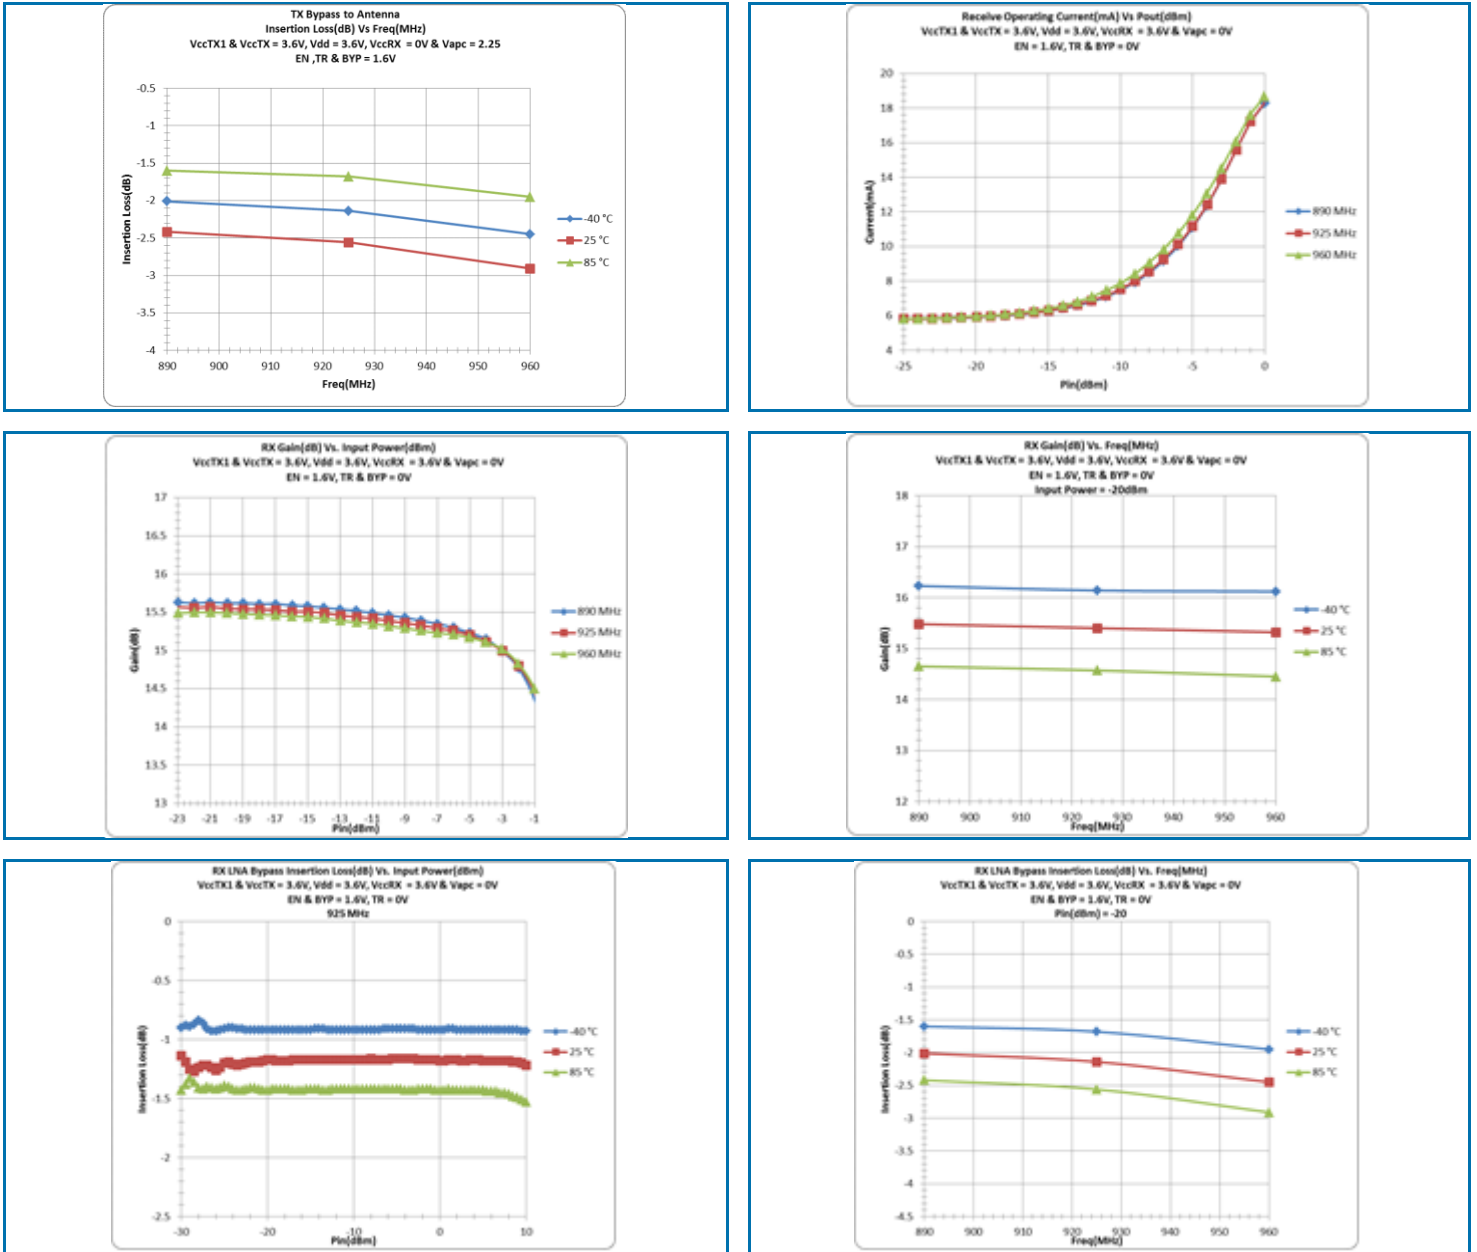 TX Bypass to Antenna
Insertion Loss(dB) Vs Freq(MHz)
VccTX1 & VccTX = 3.6V, Vdd = 3.6V, VccRX = 0V & Vapc = 2.25
EN ,TR & BYP = 1.6V
-0.5
-1
-1.5
-2
-2.5
-3
-3.5
-4
Insertion Loss(dB)
890 900 910 920 930 940 950 960
Freq(MHz)
-40 °C
25 °C
85 °C
Receive Operating Current(mA) Vs Pout(dBm)
VccTX1 & VccTX = 3.6V, Vdd = 3.6V, VccRX = 3.6V & Vapc = 0V
EN = 1.6V, TR & BYP = 0V
20
18
16
14
12
10
8
6
4
Current(mA)
-25 -20 -15 -10 -5 0
Pin(dBm)
890 MHz
925 MHz
960 MHz
RX Gain(dB) Vs. Input Power(dBm)
VccTX1 & VccTX = 3.6V, Vdd = 3.6V, VccRX = 3.6V & Vapc = 0V
EN = 1.6V, TR & BYP = 0V
17
16.5
16
15.5
15
14.5
14
13.5
13
Gain(dB)
-23 -21 -19 -17 -15 -13 -11 -9 -7 -5 -3 -1
Pin(dBm)
890 MHz
925 MHz
960 MHz
RX Gain(dB) Vs. Freq(MHz)
VccTX1 & VccTX = 3.6V, Vdd = 3.6V, VccRX = 3.6V & Vapc = 0V
EN = 1.6V, TR & BYP = 0V
Input Power = -20dBm
18
17
16
15
14
13
12
Gain(dB)
890 900 910 920 930 940 950 960
Freq(MHz)
-40 °C
25 °C
85 °C
RX LNA Bypass Insertion Loss(dB) Vs. Input Power(dBm)
VccTX1 & VccTX = 3.6V, Vdd = 3.6V, VccRX = 3.6V & Vapc = 0V
EN & BYP = 1.6V, TR = 0V
925 MHz
0
-0.5
-1
-1.5
-2
-2.5
Insertion Loss(dB)
-30 -20 -10 0 10
Pin(dBm)
-40 °C
25 °C
85 °C
RX LNA Bypass Insertion Loss(dB) Vs. Freq(MHz)
VccTX1 & VccTX = 3.6V, Vdd = 3.6V, VccRX = 3.6V & Vapc = 0V
EN & BYP = 1.6V, TR = 0V
Pin(dBm) = -20
0
-0.5
-1
-1.5
-2
-2.5
-3
-3.5
-4
-4.5
Insertion Loss(dB)
890 900 910 920 930 940 950 960
Freq(MHz)
-40 °C
25 °C
85 °C